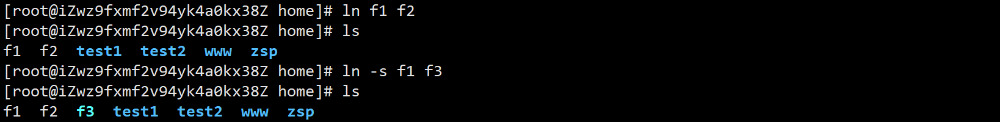 [root@iZwz9fxmf2v94yk4a0kx38Z home]# ln f1 f2
[root@iZwz9fxmf2v94yk4a0kx38Z home]# ls
f1  f2  test1  test2  www  zsp
[root@iZwz9fxmf2v94yk4a0kx38Z home]# ln -s f1 f3
[root@iZwz9fxmf2v94yk4a0kx38Z home]# ls
f1  f2  f3  test1  test2  www  zsp